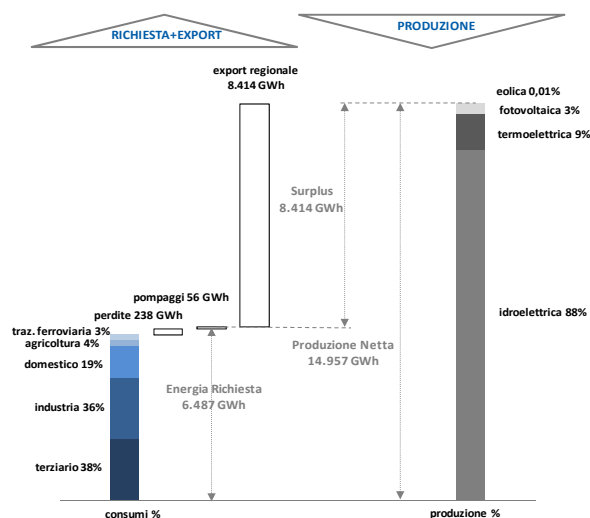 RICHIESTA+EXPORT
PRODUZIONE
export regionale
8.414 GWh
eolica 0,01%
fotovoltaica 3%
termoelettrica 9%
Surplus
8.414 GWh
pompaggi 56 GWh
perdite 238 GWh
traz. ferroviaria 3%
agricoltura 4%
domestico 19%
industria 36%
terziario 38%
idroelettrica 88%
Produzione Netta
14.957 GWh
Energia Richiesta
6.487 GWh
consumi %
produzione %